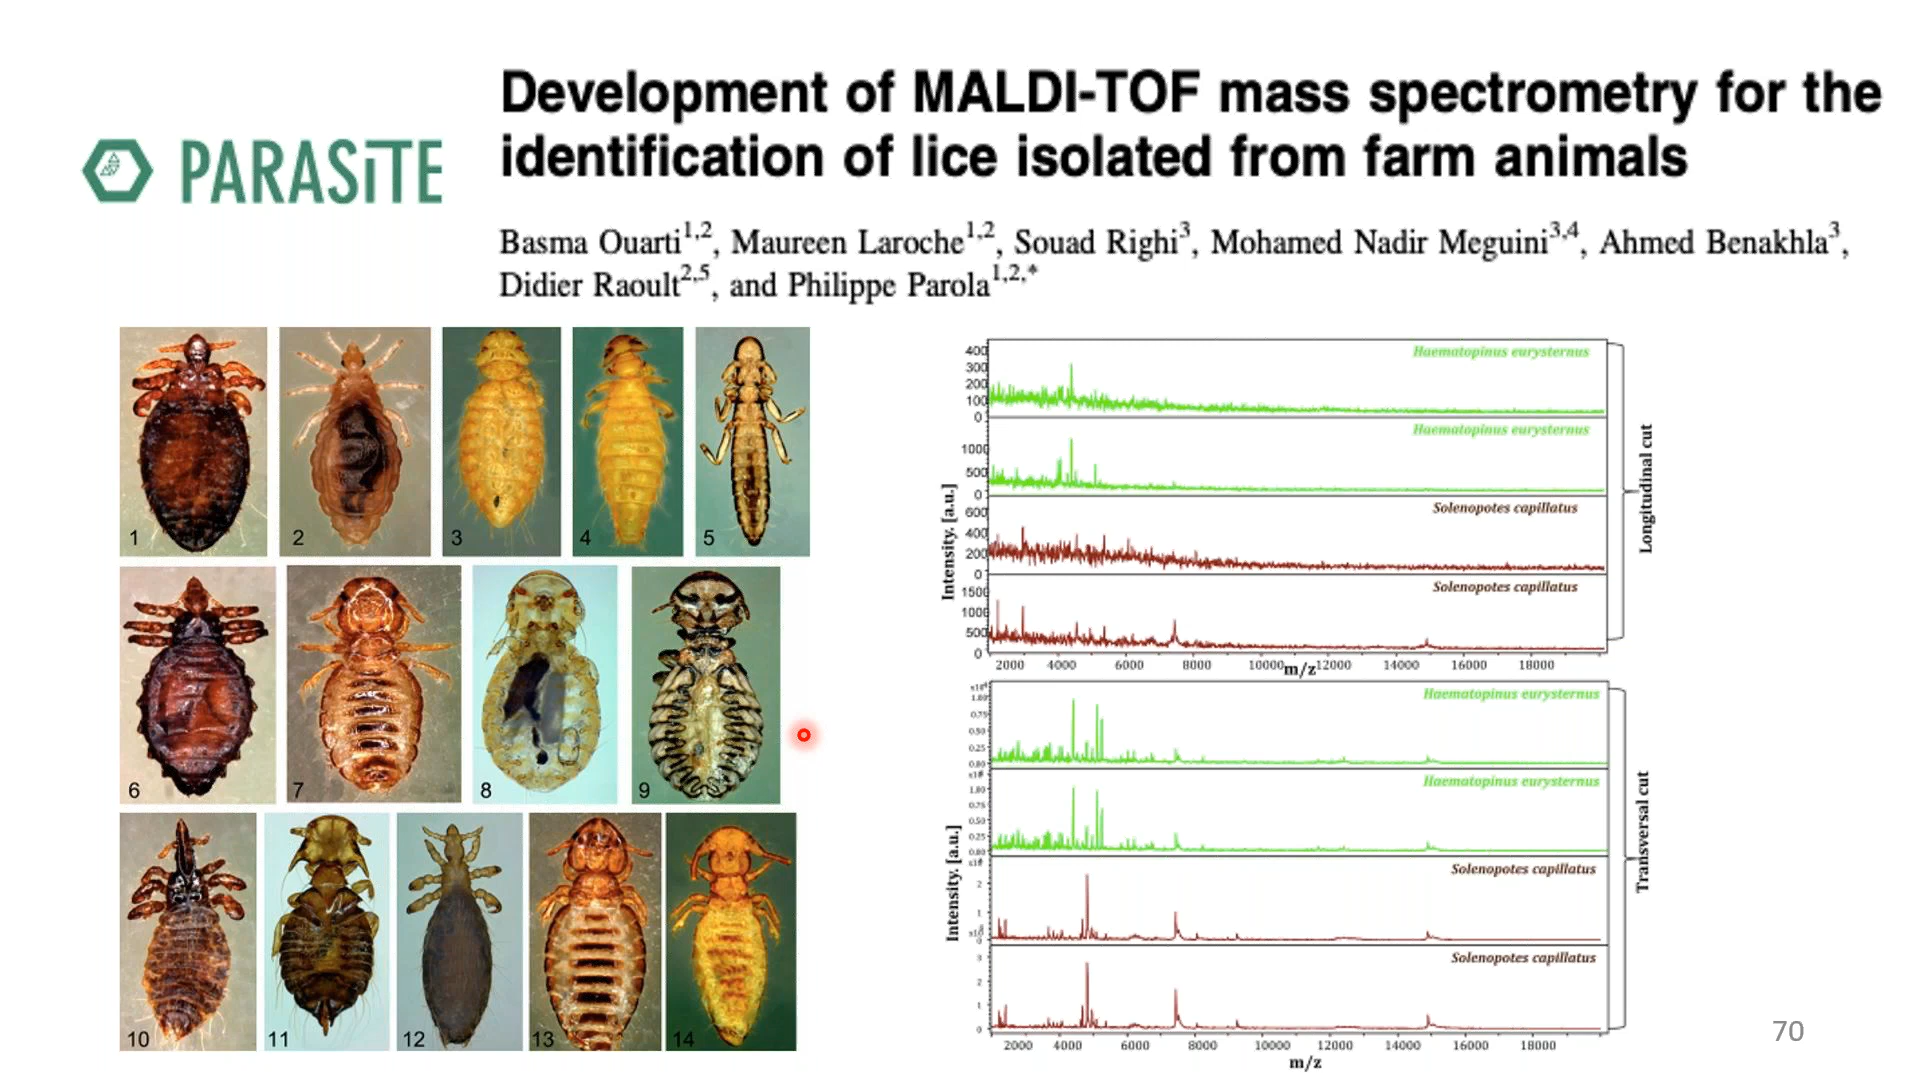 Development of MALDI-TOF mass spectrometry for the
identification of lice isolated from farm animals
PARASiTE
Basma Ouarti1,2, Maureen Laroche1,2, Souad Righi3, Mohamed Nadir Meguini3,4, Ahmed Benakhla3,
Didier Raoult2,5, and Philippe Parola1,2,*
1 2 3 4 5
6 7 8 9
10 11 12 13 14
Haematopinus eurysternus
400
300
200
100
0
Haematopinus eurysternus
1000
500
0
Solenopotes capillatus
600
400
200
0
Solenopotes capillatus
1500
1000
500
0
Intensity. [a.u.]
Longitudinal cut
2000 4000 6000 8000 10000 12000 14000 16000 18000
m/z
Haematopinus eurysternus
1.00
0.75
0.50
0.25
0.00
Haematopinus eurysternus
1.00
0.75
0.50
0.25
0.00
Solenopotes capillatus
2
1
Solenopotes capillatus
3
2
1
0
Intensity. [a.u.]
Transversal cut
2000 4000 6000 8000 10000 12000 14000 16000 18000
m/z
70